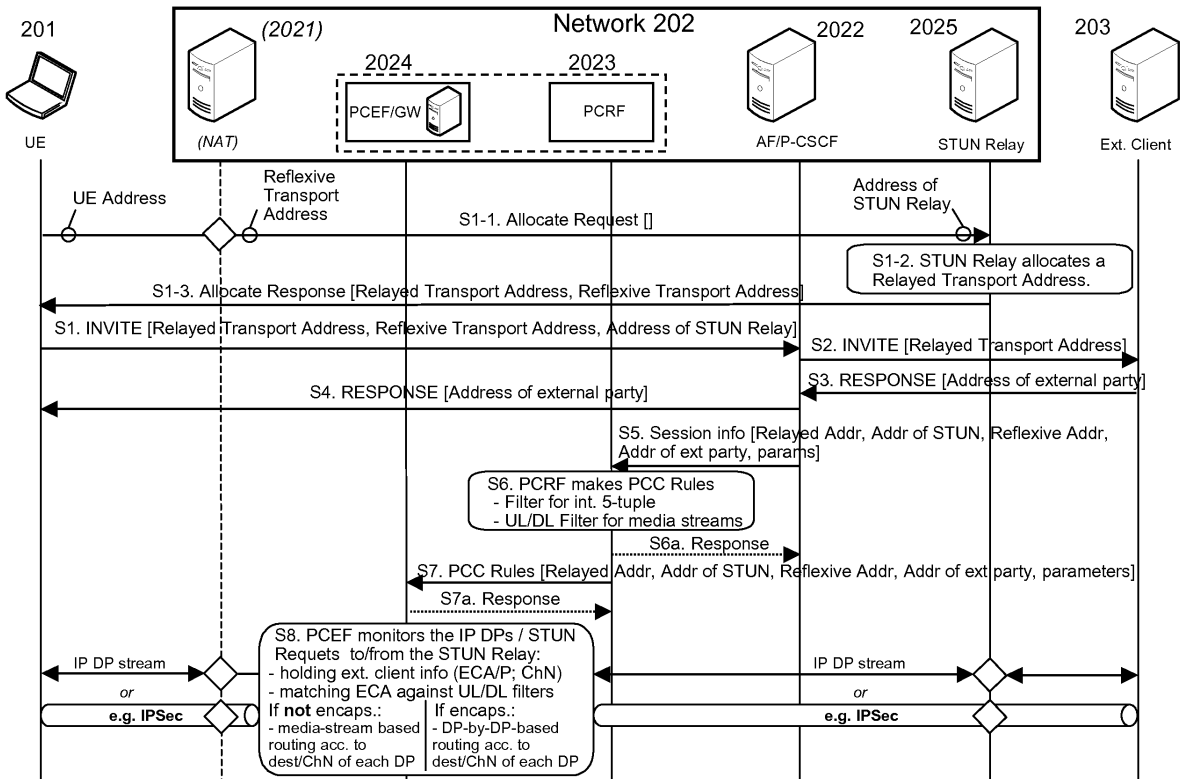 Network 202
201
(2021)
2024
2023
2022
2025
203
PCEF/GW
PCRF
UE
(NAT)
AF/P-CSCF
STUN Relay
Ext. Client
UE Address
Reflexive
Transport
Address
Address of
STUN Relay
S1-1. Allocate Request []
S1-2. STUN Relay allocates a
Relayed Transport Address.
S1-3. Allocate Response [Relayed Transport Address, Reflexive Transport Address]
S1. INVITE [Relayed Transport Address, Reflexive Transport Address, Address of STUN Relay]
S2. INVITE [Relayed Transport Address]
S3. RESPONSE [Address of external party]
S4. RESPONSE [Address of external party]
S5. Session info [Relayed Addr, Addr of STUN, Reflexive Addr,
Addr of ext party, params]
S6. PCRF makes PCC Rules
- Filter for int. 5-tuple
- UL/DL Filter for media streams
S6a. Response
S7. PCC Rules [Relayed Addr, Addr of STUN, Reflexive Addr, Addr of ext party, parameters]
S7a. Response
S8. PCEF monitors the IP DPs / STUN
Requets to/from the STUN Relay:
- holding ext. client info (ECA/P; ChN)
- matching ECA against UL/DL filters
If not encaps.:
- media-stream based
routing acc. to
dest/ChN of each DP
If encaps.:
- DP-by-DP-based
routing acc. to
dest/ChN of each DP
IP DP stream
or
e.g. IPSec
IP DP stream
or
e.g. IPSec